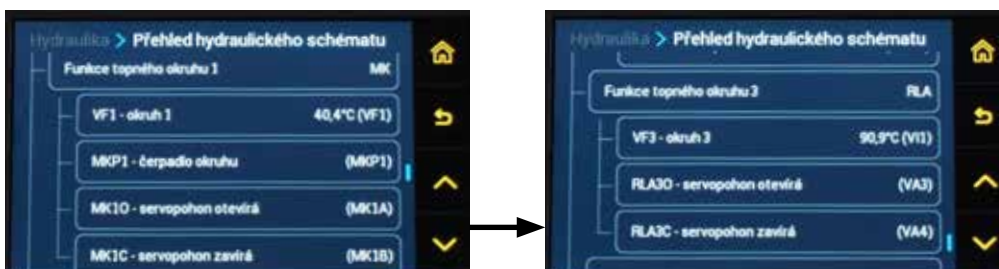 Hydraulika > Přehled hydraulického schématu
Funkce topného okruhu 1 MK
VF1 - okruh 1 40,4°C (VF1)
MKP1 - čerpadlo okruhu (MKP1)
MK1O - servopohon otevírá (MK1A)
MK1C - servopohon zavírá (MK1B)
Hydraulika > Přehled hydraulického schématu
Funkce topného okruhu 3 RLA
VF3 - okruh 3 90,9°C (VI1)
RLA3O - servopohon otevírá (VA3)
RLA3C - servopohon zavírá (VA4)